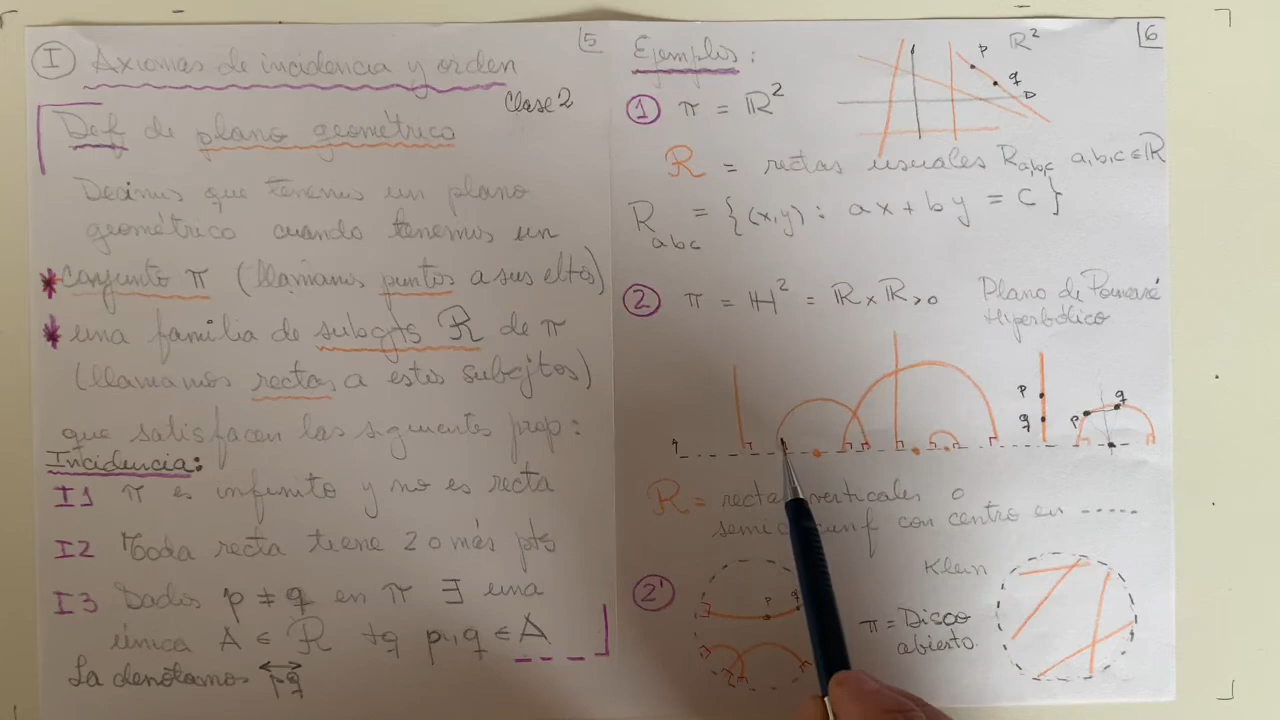 I Axiomas de incidencia y orden
5
Clase 2
Def de plano geométrico
Decimos que tenemos un plano
geométrico cuando tenemos un
* conjunto π (llamamos puntos a sus eltos)
* una familia de subcjts R de π
(llamamos rectas a estos subcjtos)
que satisfacen las siguientes prop:
Incidencia:
I1 π es infinito y no es recta
I2 Toda recta tiene 2 o más pts
I3 Dados p ≠ q en π ∃ una
única A ∈ R tq p, q ∈ A
La denotamos p͍q
Ejemplos:
6
p
q
ℝ²
1 π = ℝ²
R = rectas usuales R a,b,c a,b,c ∈ ℝ
R abc = {(x,y) : ax + by = c}
2 π = ℍ² = ℝ x ℝ>0 Plano de Poincaré
Hiperbólico
p
q
p
q
R = rectas verticales o
con centro en -----
2'
p
q
Klein
π = Disco
abierto